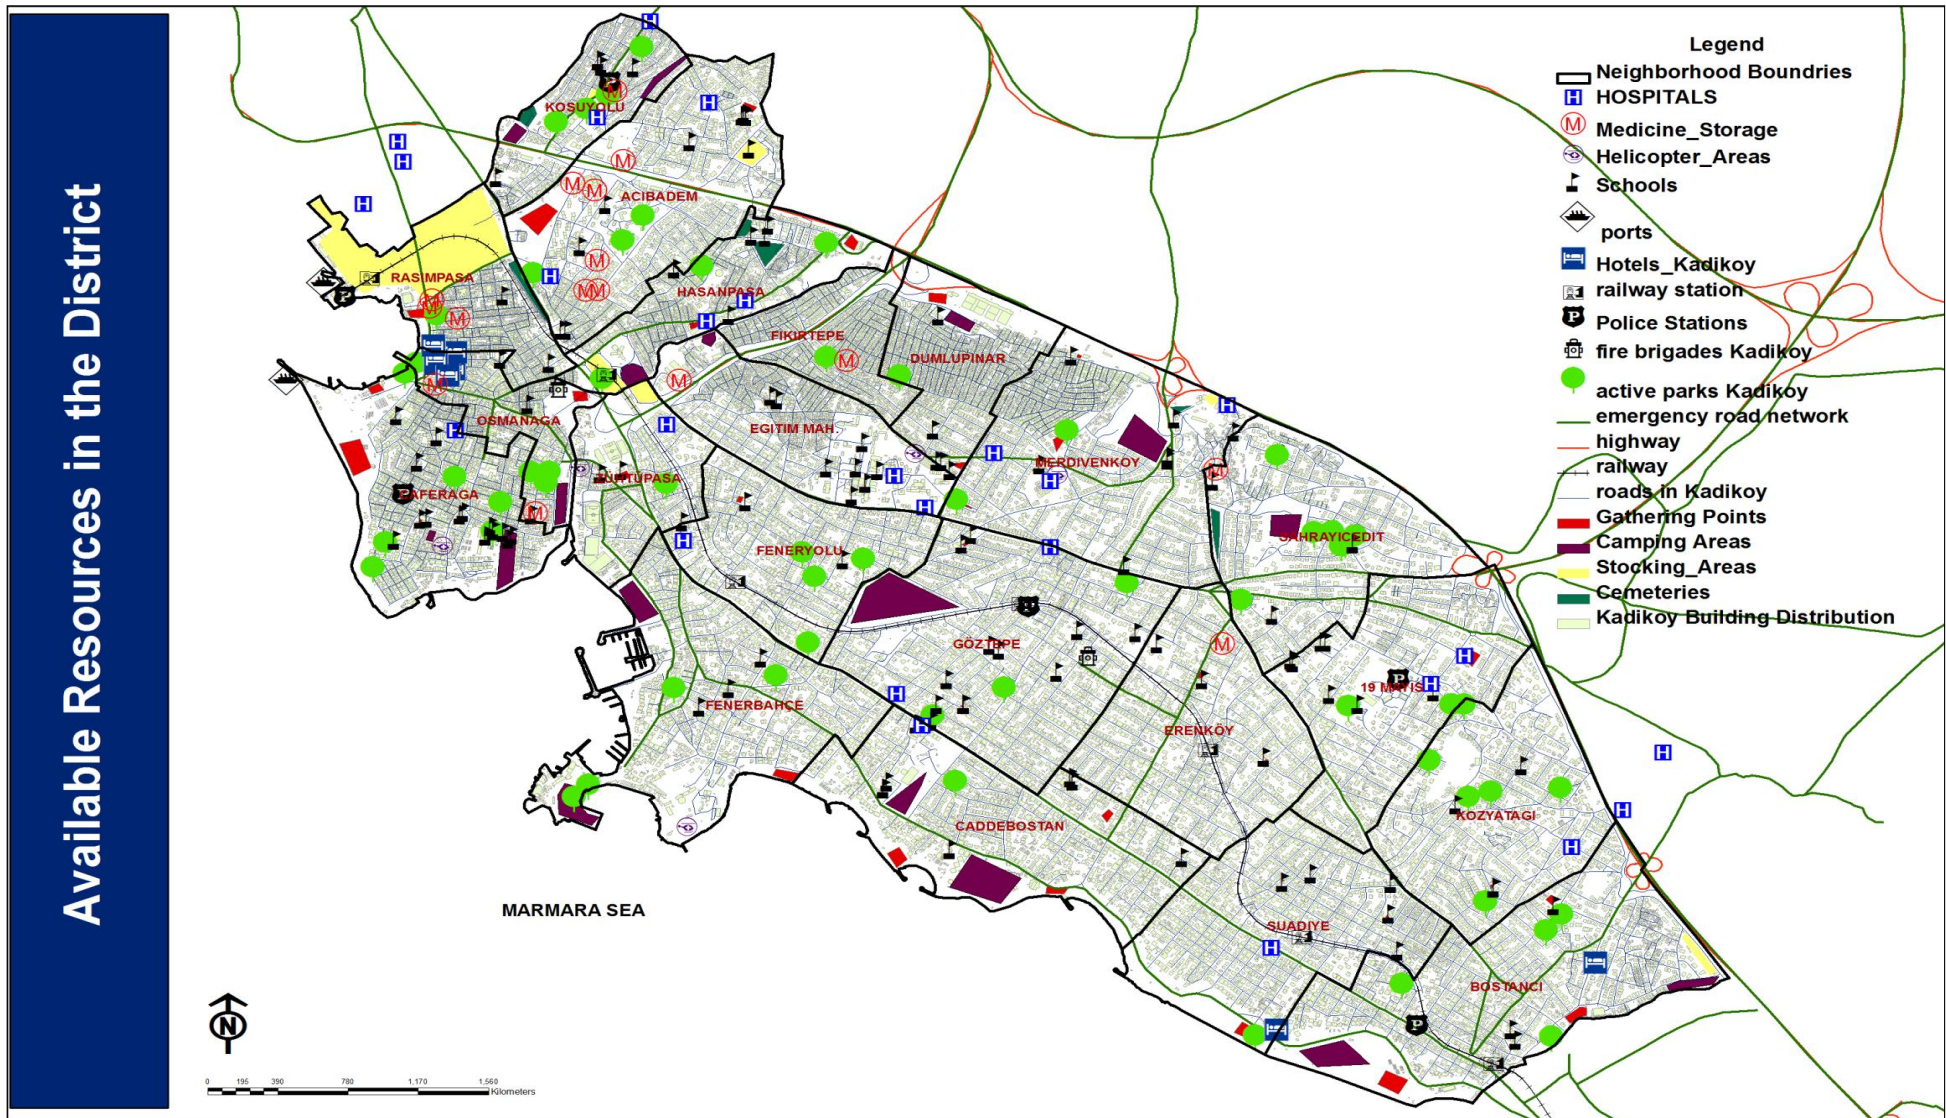 Available Resources in the District
Legend
Neighborhood Boundries
HOSPITALS
Medicine_Storage
Helicopter_Areas
Schools
ports
Hotels_Kadikoy
railway station
Police Stations
fire brigades Kadikoy
active parks Kadikoy
emergency road network
highway
railway
roads in Kadikoy
Gathering Points
Camping Areas
Stocking_Areas
Cemeteries
Kadikoy Building Distribution
KOSUYOLU
ACIBADEM
RASIMPASA
HASANPASA
FIKIRTEPE
DUMLUPINAR
OSMANAGA
EGITIM MAH.
MERDIVENKOY
ZUHTUPASA
CAFERAGA
SAHRAYICEDIT
FENERYOLU
GÖZTEPE
19 MAYIS
FENERBAHÇE
ERENKÖY
KOZYATAGI
CADDEBOSTAN
MARMARA SEA
SUADIYE
BOSTANCI
N
0 195 390 780 1,170 1,560
Kilometers